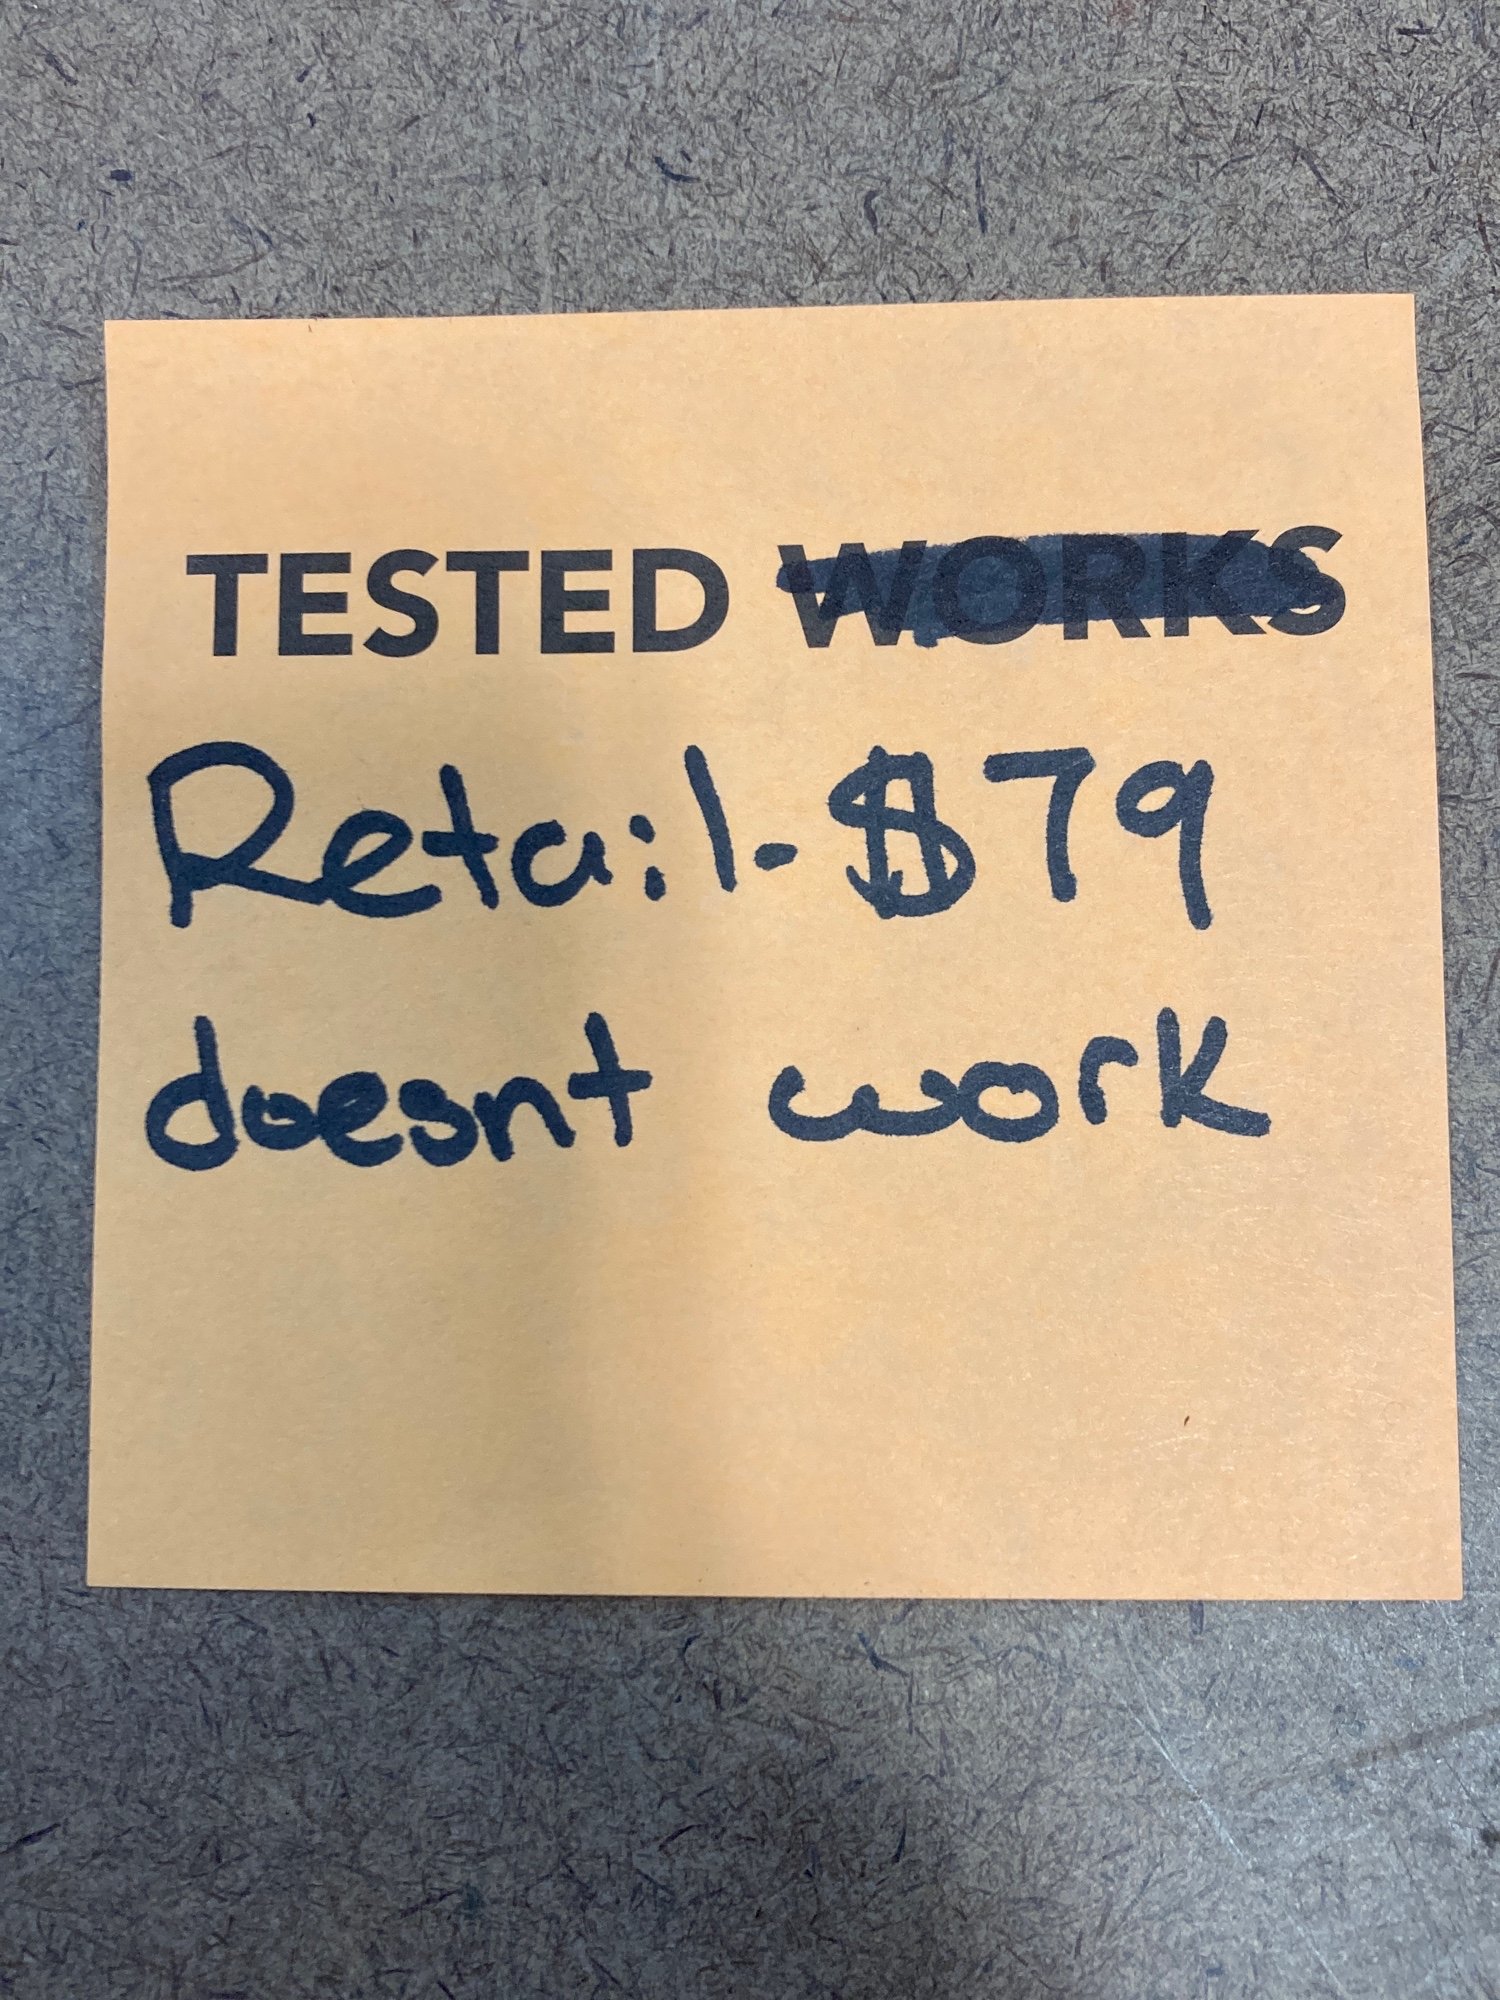 TESTED WORKS
Retail-$79
doesnt work